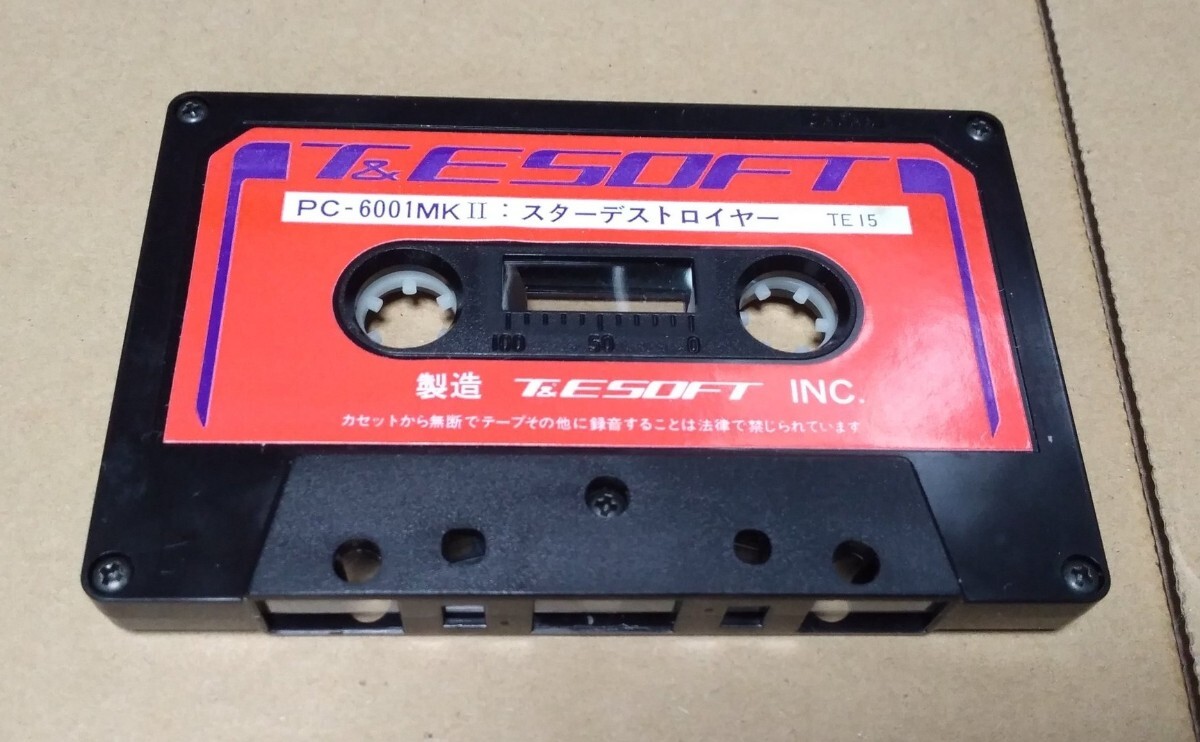 T&ESOFT
PC-6001MKⅡ:スターデストロイヤー TE15
100 50 0
製造 T&ESOFT INC.
カセットから無断でテープその他に録音することは法律で禁じられています